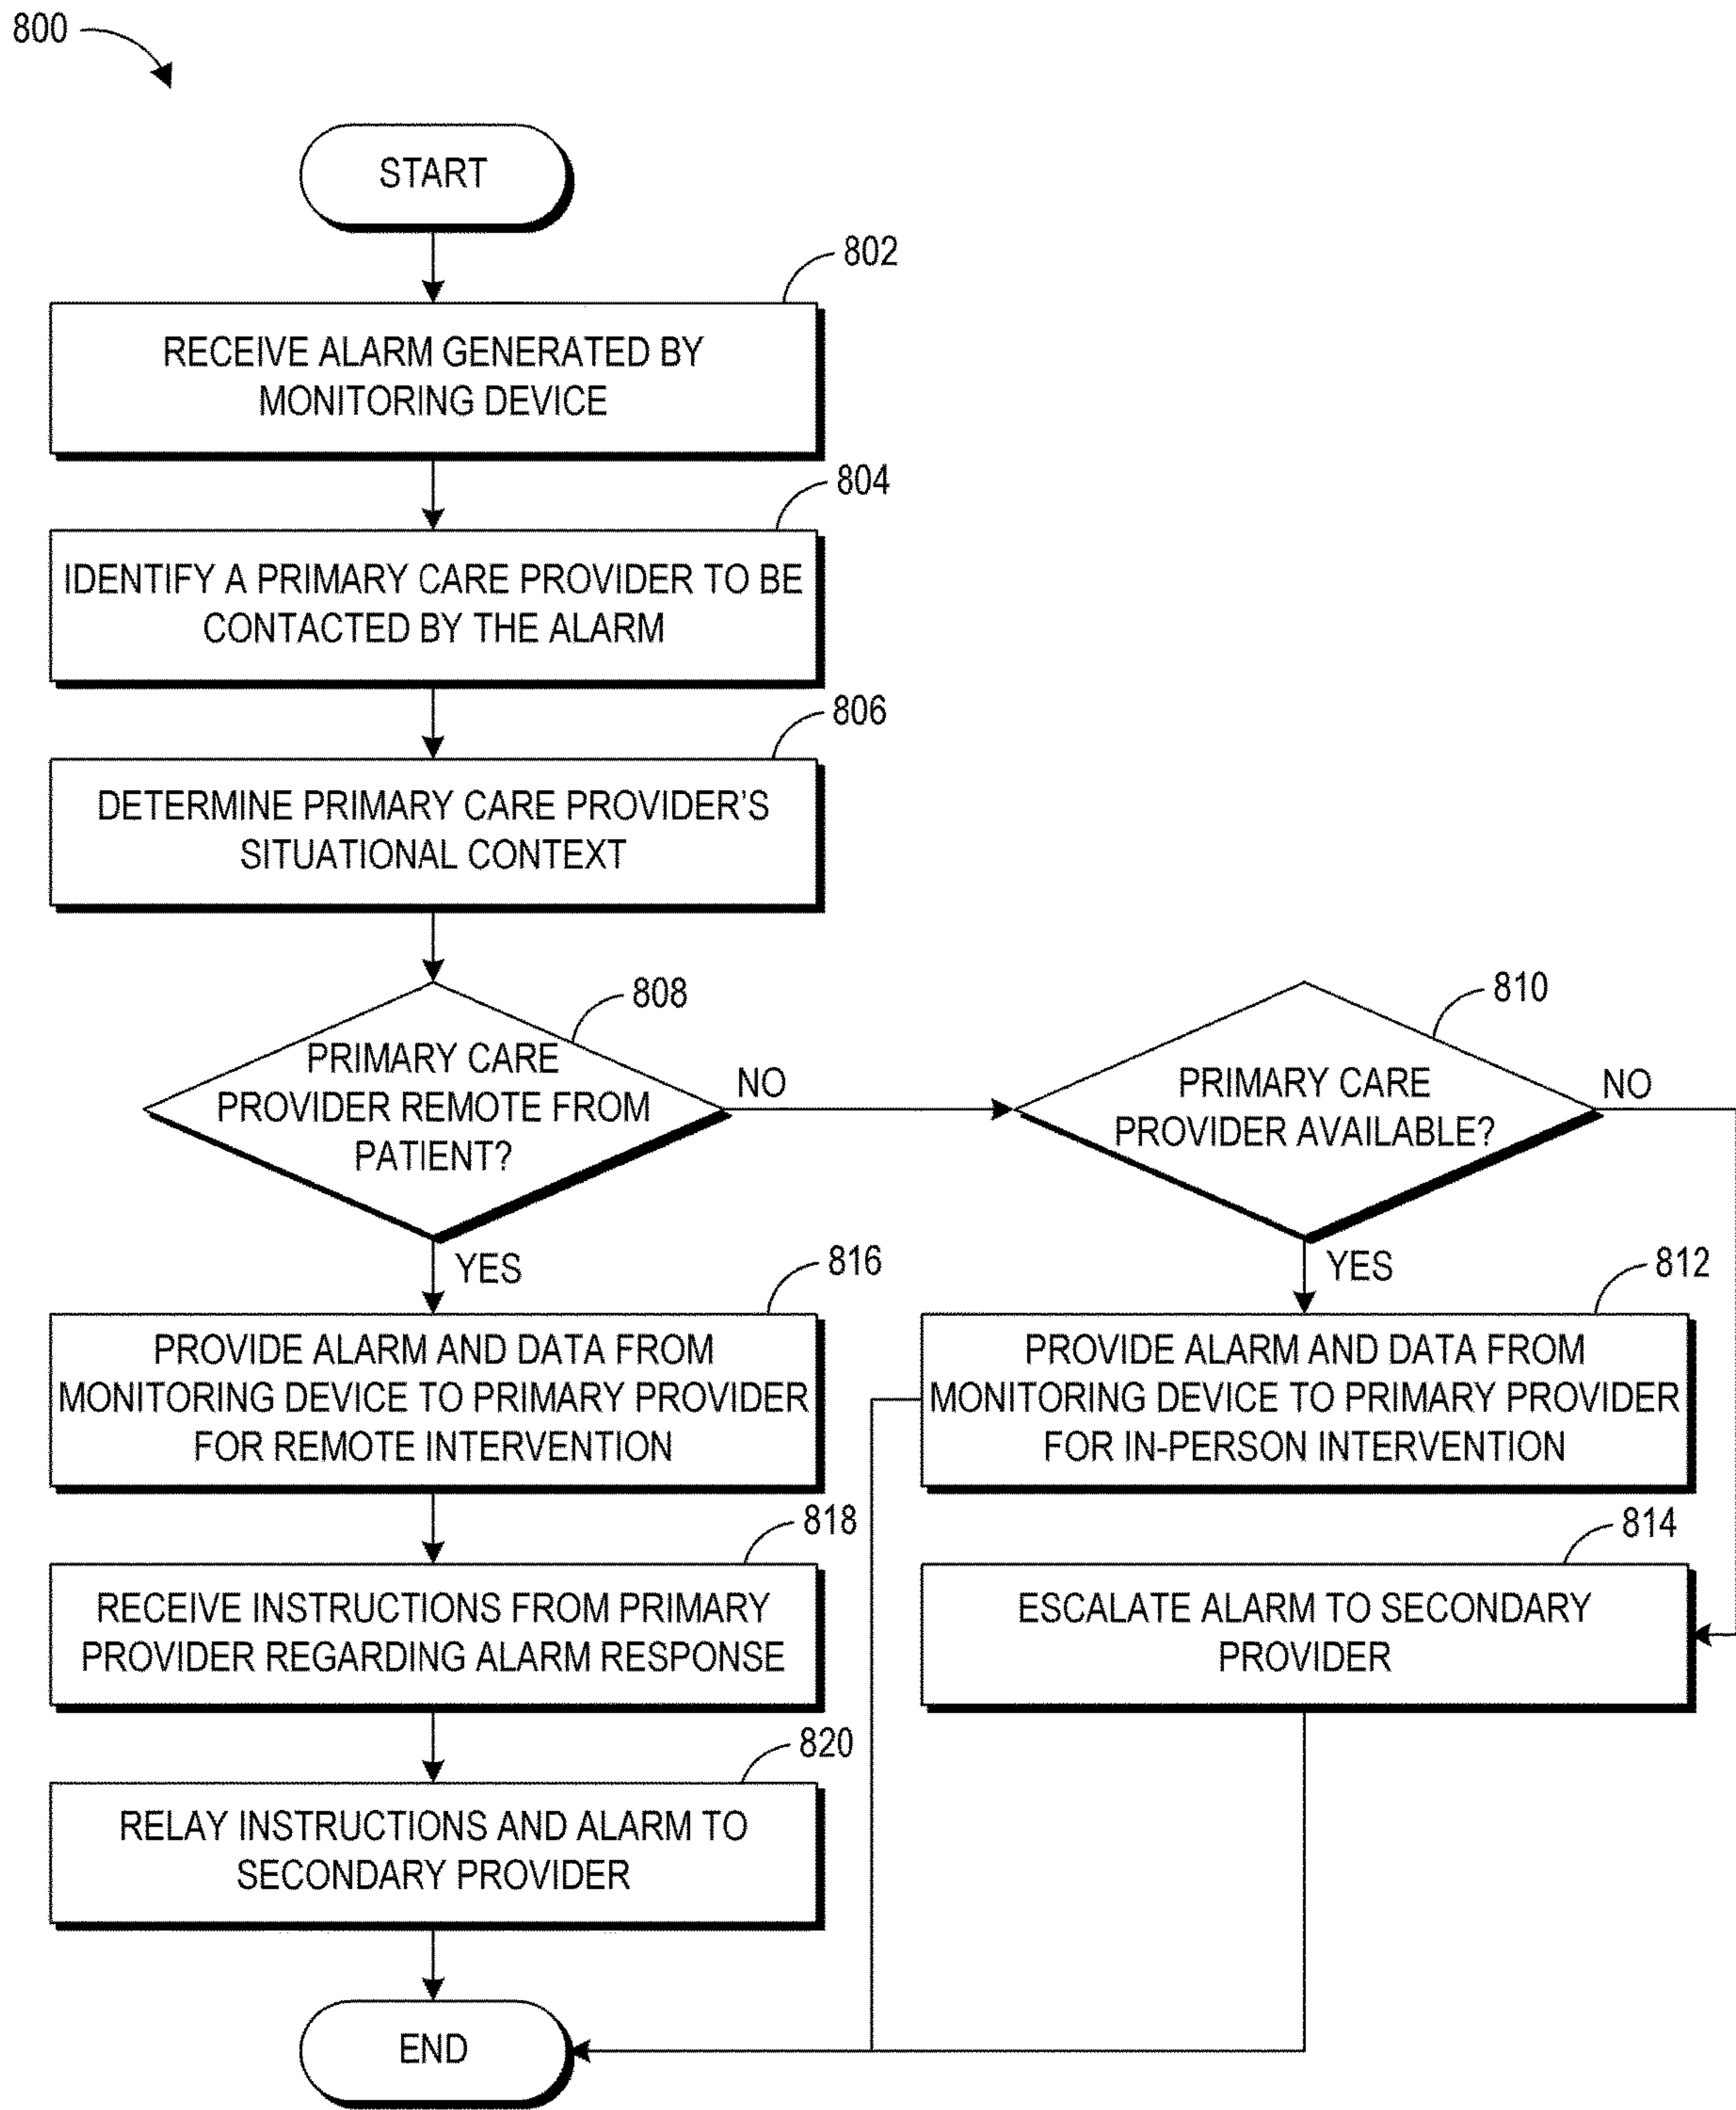 800
START
802
RECEIVE ALARM GENERATED BY
MONITORING DEVICE
804
IDENTIFY A PRIMARY CARE PROVIDER TO BE
CONTACTED BY THE ALARM
806
DETERMINE PRIMARY CARE PROVIDER'S
SITUATIONAL CONTEXT
808
PRIMARY CARE
PROVIDER REMOTE FROM
PATIENT?
NO
810
PRIMARY CARE
PROVIDER AVAILABLE?
NO
YES
816
PROVIDE ALARM AND DATA FROM
MONITORING DEVICE TO PRIMARY PROVIDER
FOR REMOTE INTERVENTION
YES
812
PROVIDE ALARM AND DATA FROM
MONITORING DEVICE TO PRIMARY PROVIDER
FOR IN-PERSON INTERVENTION
818
RECEIVE INSTRUCTIONS FROM PRIMARY
PROVIDER REGARDING ALARM RESPONSE
814
ESCALATE ALARM TO SECONDARY
PROVIDER
820
RELAY INSTRUCTIONS AND ALARM TO
SECONDARY PROVIDER
END